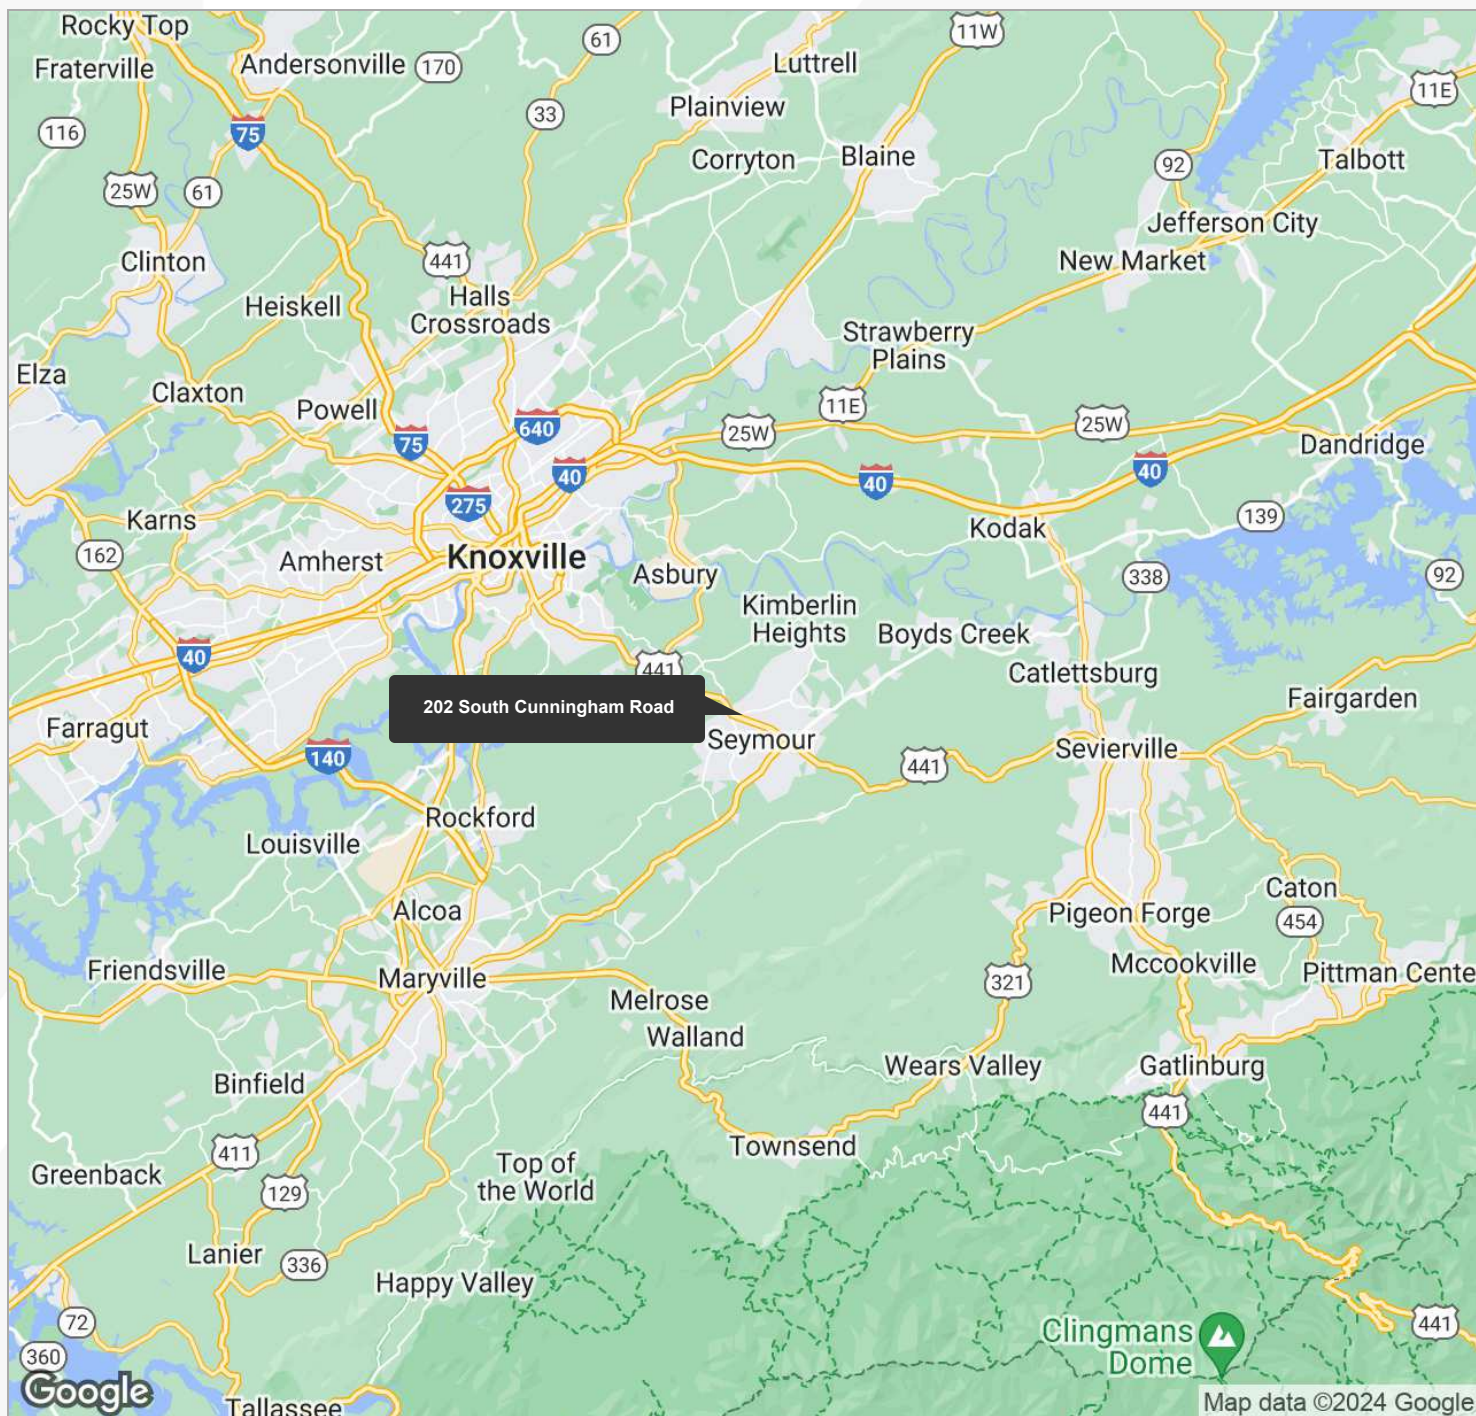 Rocky Top
61
11W
Fraterville
Andersonville
170
Luttrell
11E
Plainview
33
116
75
Corryton
Blaine
92
Talbott
25W
61
Jefferson City
Clinton
441
New Market
Heiskell
Halls
Crossroads
Strawberry
Plains
Elza
Claxton
Powell
640
11E
25W
25W
75
40
40
40
Dandridge
275
Karns
139
Kodak
162
Amherst
Knoxville
Asbury
338
92
Kimberlin
Heights
Boyds Creek
40
441
Catlettsburg
Fairgarden
202 South Cunningham Road
Farragut
Seymour
Sevierville
140
441
Rockford
Louisville
Caton
Alcoa
Pigeon Forge
454
Friendsville
Maryville
Mccookville
Pittman Cente
321
Melrose
Walland
Wears Valley
Gatlinburg
Binfield
441
411
Townsend
Greenback
Top of
the World
129
Lanier
336
Happy Valley
72
441
Clingmans
Dome
360
Google
Tallassee
Map data ©2024 Google